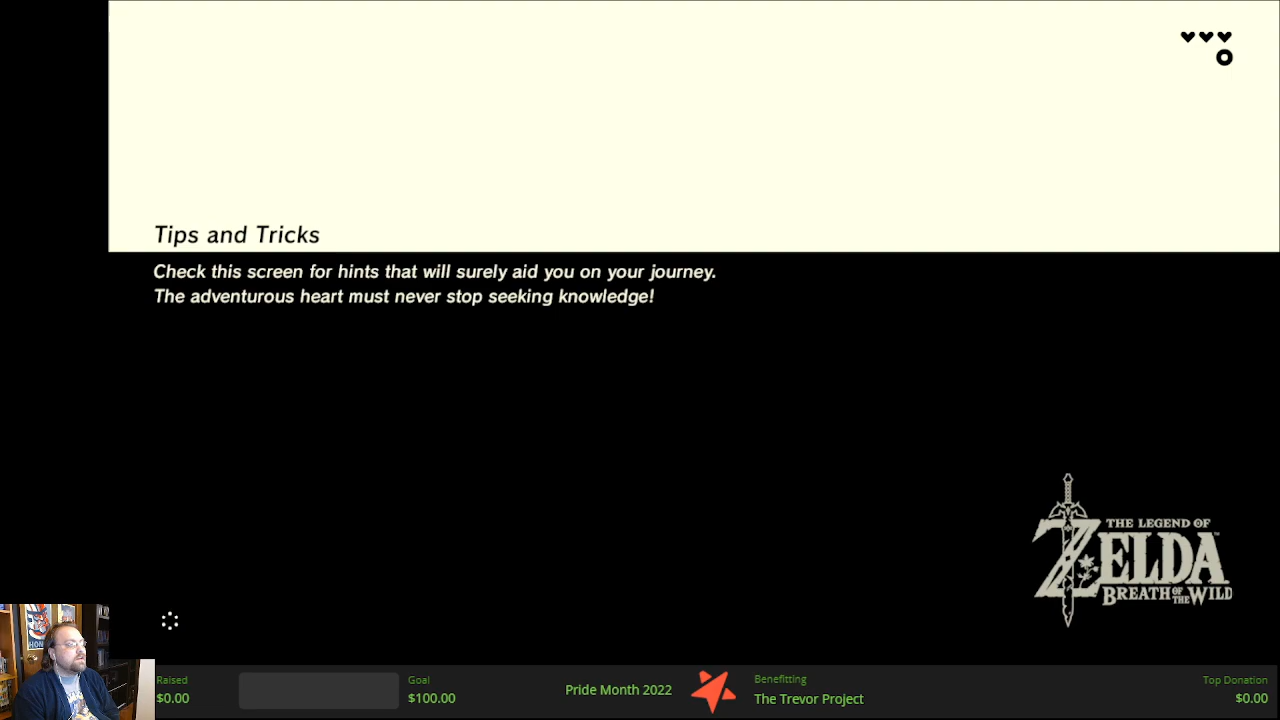 Tips and Tricks
Check this screen for hints that will surely aid you on your journey.
The adventurous heart must never stop seeking knowledge!
THE LEGEND OF
ZELDA
BREATH OF THE WILD
HON
Raised
$0.00
Goal
$100.00
Pride Month 2022
Benefitting
The Trevor Project
Top Donation
$0.00